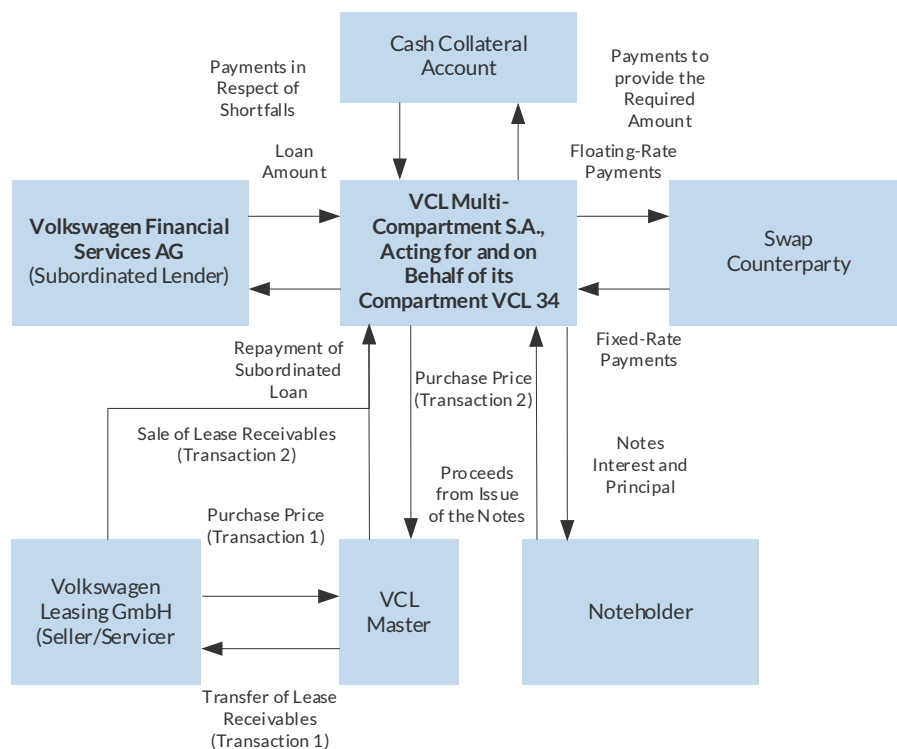 Cash Collateral
Account
Payments in
Respect of
Shortfalls
Payments to
provide the
Required
Amount
Loan
Amount
Floating-Rate
Payments
Volkswagen Financial
Services AG
(Subordinated Lender)
VCL Multi-
Compartment S.A.,
Acting for and on
Behalf of its
Compartment VCL 34
Swap
Counterparty
Repayment of
Subordinated
Loan
Purchase Price
(Transaction 2)
Fixed-Rate
Payments
Sale of Lease Receivables
(Transaction 2)
Proceeds
from Issue
of the Notes
Notes
Interest and
Principal
Purchase Price
(Transaction 1)
Volkswagen
Leasing GmbH
(Seller/Servicer
VCL
Master
Noteholder
Transfer of Lease
Receivables
(Transaction 1)